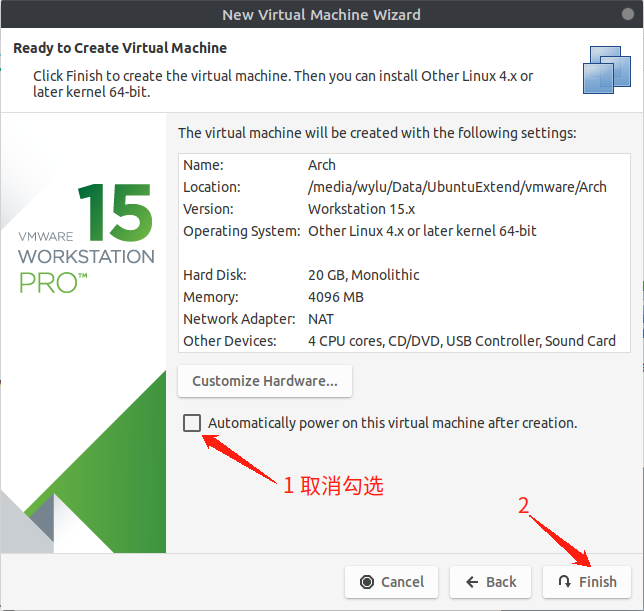 New Virtual Machine Wizard
Ready to Create Virtual Machine
Click Finish to create the virtual machine. Then you can install Other Linux 4.x or
later kernel 64-bit.
The virtual machine will be created with the following settings:
Name: Arch
Location: /media/wylu/Data/UbuntuExtend/vmware/Arch
Version: Workstation 15.x
Operating System: Other Linux 4.x or later kernel 64-bit
Hard Disk: 20 GB, Monolithic
Memory: 4096 MB
Network Adapter: NAT
Other Devices: 4 CPU cores, CD/DVD, USB Controller, Sound Card
15
VMWARE
WORKSTATION
PRO™
Customize Hardware...
Automatically power on this virtual machine after creation.
1 取消勾选
2
Cancel
Back
Finish